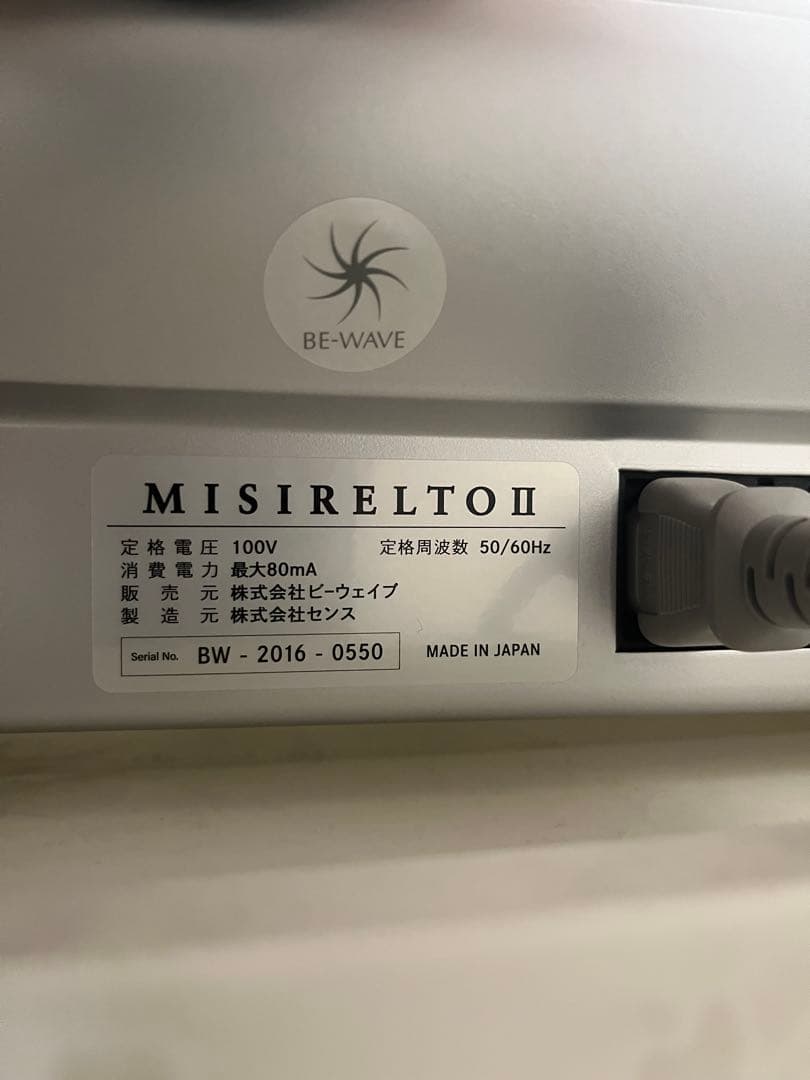 BE-WAVE
MISIRELTOⅡ
定格電圧 100V 定格周波数 50/60Hz
消費電力 最大80mA
販売元 株式会社ビーウェイブ
製造元 株式会社センス
Serial No. BW - 2016 - 0550 MADE IN JAPAN